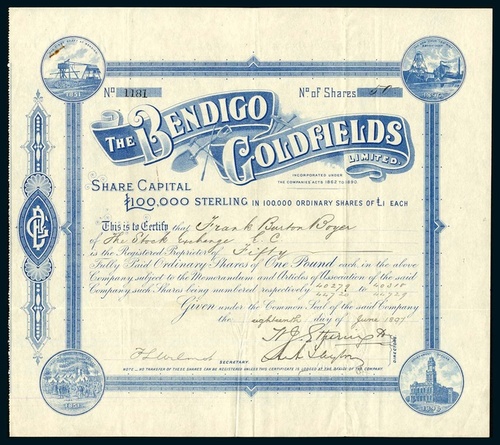 1851
1896
No 1181
No of Shares 50
THE BENDIGO GOLDFIELDS LIMITED.
INCORPORATED UNDER
THE COMPANIES ACTS 1862 TO 1890.
SHARE CAPITAL
£100,000 STERLING IN 100,000 ORDINARY SHARES OF £1 EACH
This is to Certify that Frank Burton Boyer
of The Stock Exchange E.C
is the Registered Proprietor of Fifty
Fully Paid Ordinary Shares of One Pound each, in the above
Company, subject to the Memorandum and Articles of Association of the said
Company, such Shares being numbered respectively 40279 to
Given under the Common Seal of the said Company
the eighteenth day of June 1897
DIRECTORS
SECRETARY.
NOTE.—NO TRANSFER OF THESE SHARES CAN BE REGISTERED UNLESS THIS CERTIFICATE IS LODGED AT THE OFFICE OF THE COMPANY.
1851
1896